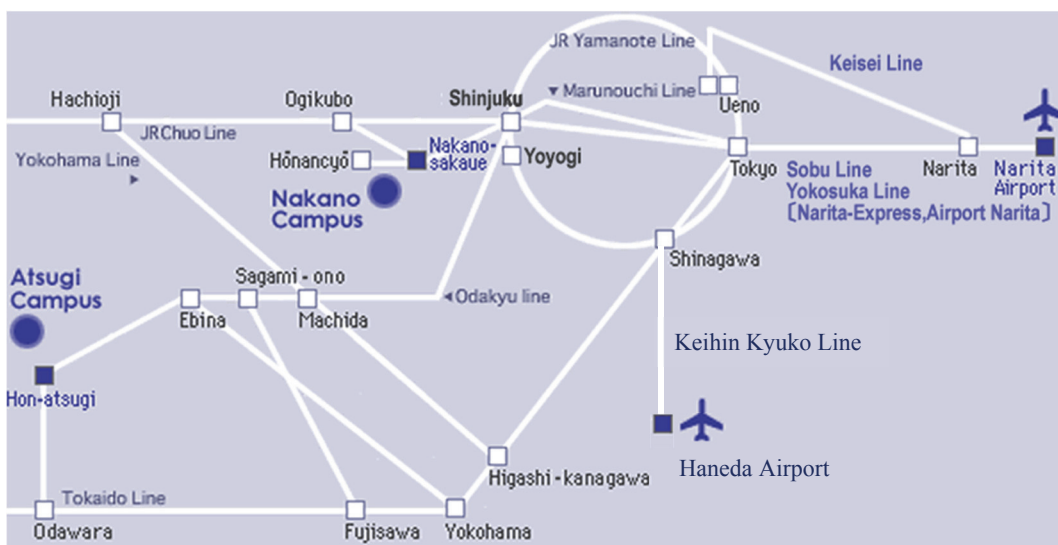 JR Yamanote Line
Keisei Line
Hachioji
Ogikubo
Shinjuku
Marunouchi Line
Ueno
JR Chuo Line
Nakano-
sakaue
Yokohama Line
Hōnancyō
Yoyogi
Tokyo
Sobu Line
Yokosuka Line
[Narita-Express,Airport Narita]
Narita
Narita
Airport
Nakano
Campus
Shinagawa
Atsugi
Campus
Sagami-ono
Odakyu line
Ebina
Machida
Keihin Kyuko Line
Hon-atsugi
Higashi-kanagawa
Haneda Airport
Tokaido Line
Odawara
Fujisawa
Yokohama